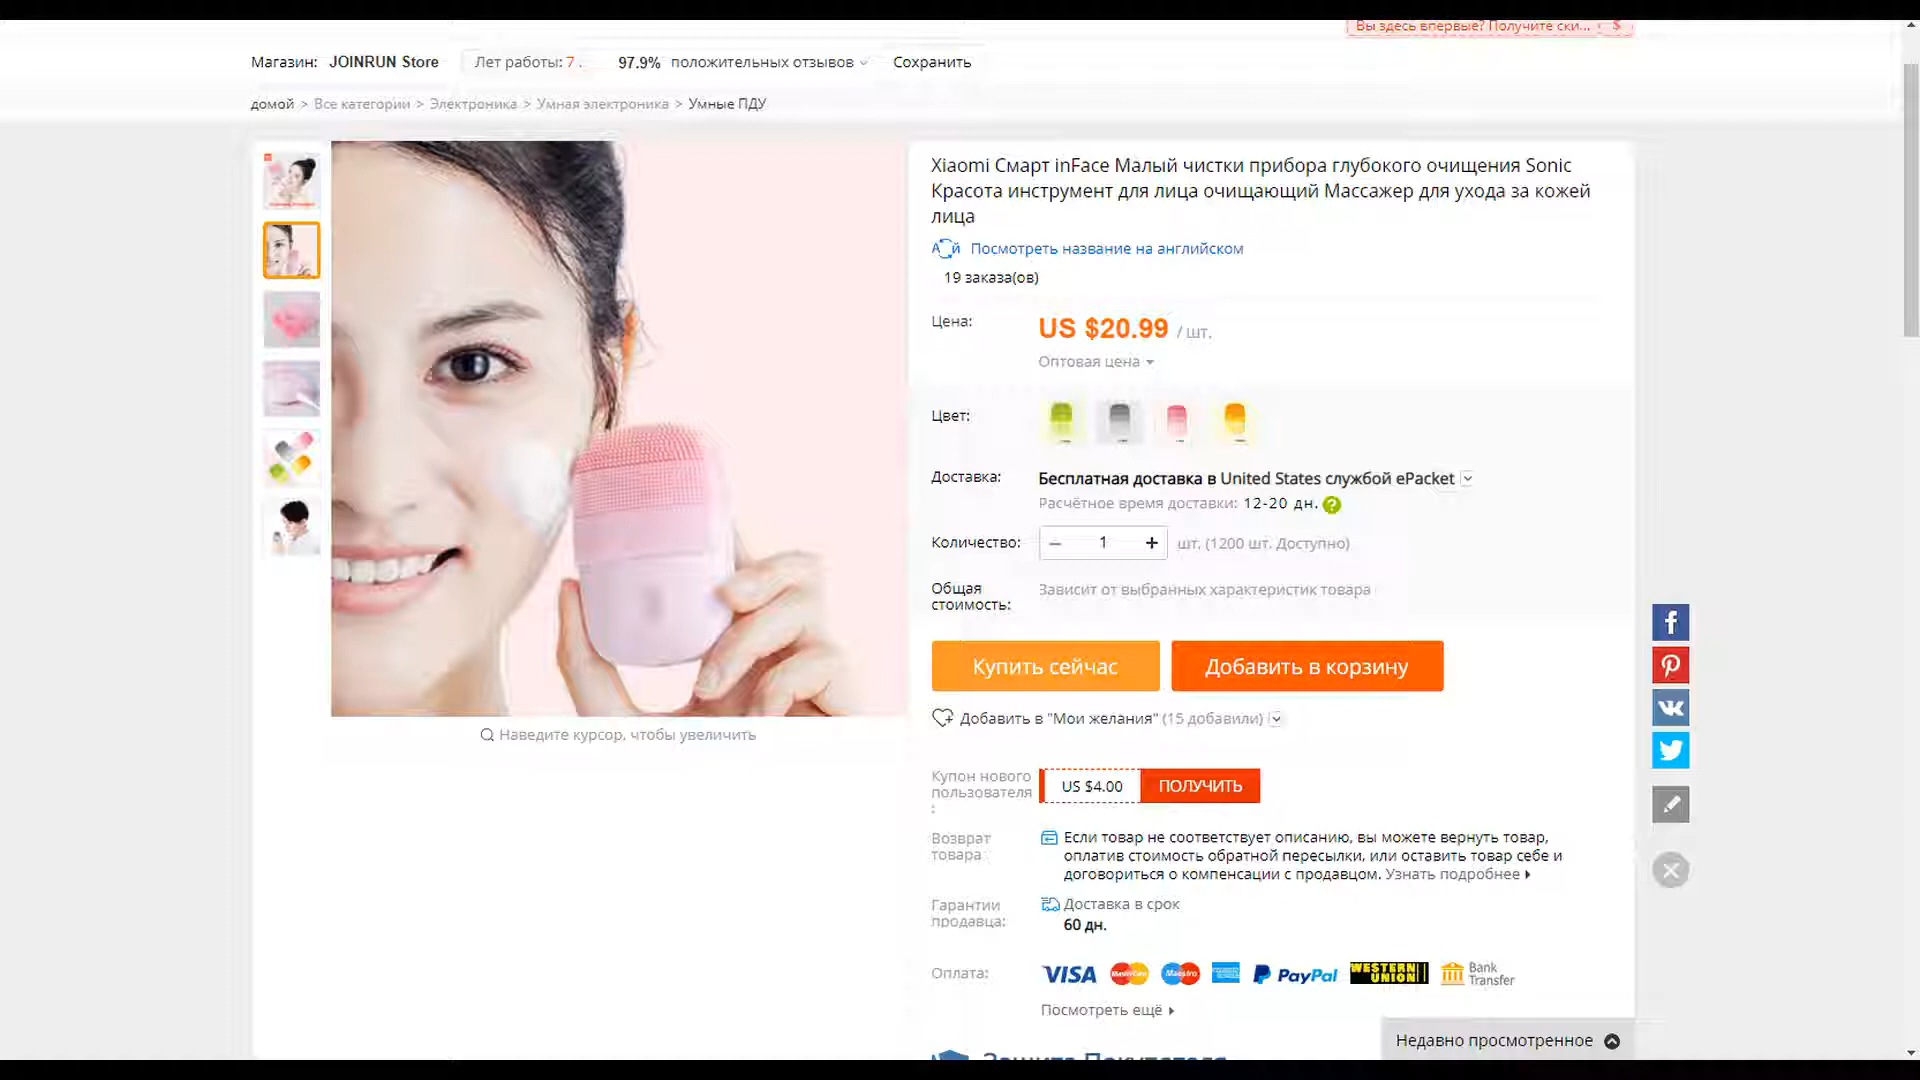 Вы здесь впервые? Получите ски... $
Магазин: JOINRUN Store Лет работы: 7 . 97.9% положительных отзывов Сохранить
домой > Все категории > Электроника > Умная электроника > Умные ПДУ
Xiaomi Смарт inFace Малый чистки прибора глубокого очищения Sonic
Красота инструмент для лица очищающий Массажер для ухода за кожей
лица
Посмотреть название на английском
19 заказа(ов)
Цена: US $20.99 / шт.
Оптовая цена
Цвет:
Доставка: Бесплатная доставка в United States службой ePacket
Расчётное время доставки: 12-20 дн. ?
Количество: − 1 + шт. (1200 шт. Доступно)
Общая
стоимость: Зависит от выбранных характеристик товара
Купить сейчас Добавить в корзину
Добавить в "Мои желания" (15 добавили)
Наведите курсор, чтобы увеличить
Купон нового
пользователя
: US $4.00 ПОЛУЧИТЬ
Возврат
товара
Если товар не соответствует описанию, вы можете вернуть товар,
оплатив стоимость обратной пересылки, или оставить товар себе и
договориться о компенсации с продавцом. Узнать подробнее
Гарантии
продавца:
Доставка в срок
60 дн.
Оплата: VISA MasterCard Maestro PayPal WESTERN UNION Bank Transfer
Посмотреть ещё
Защита Покупателя
Недавно просмотренное